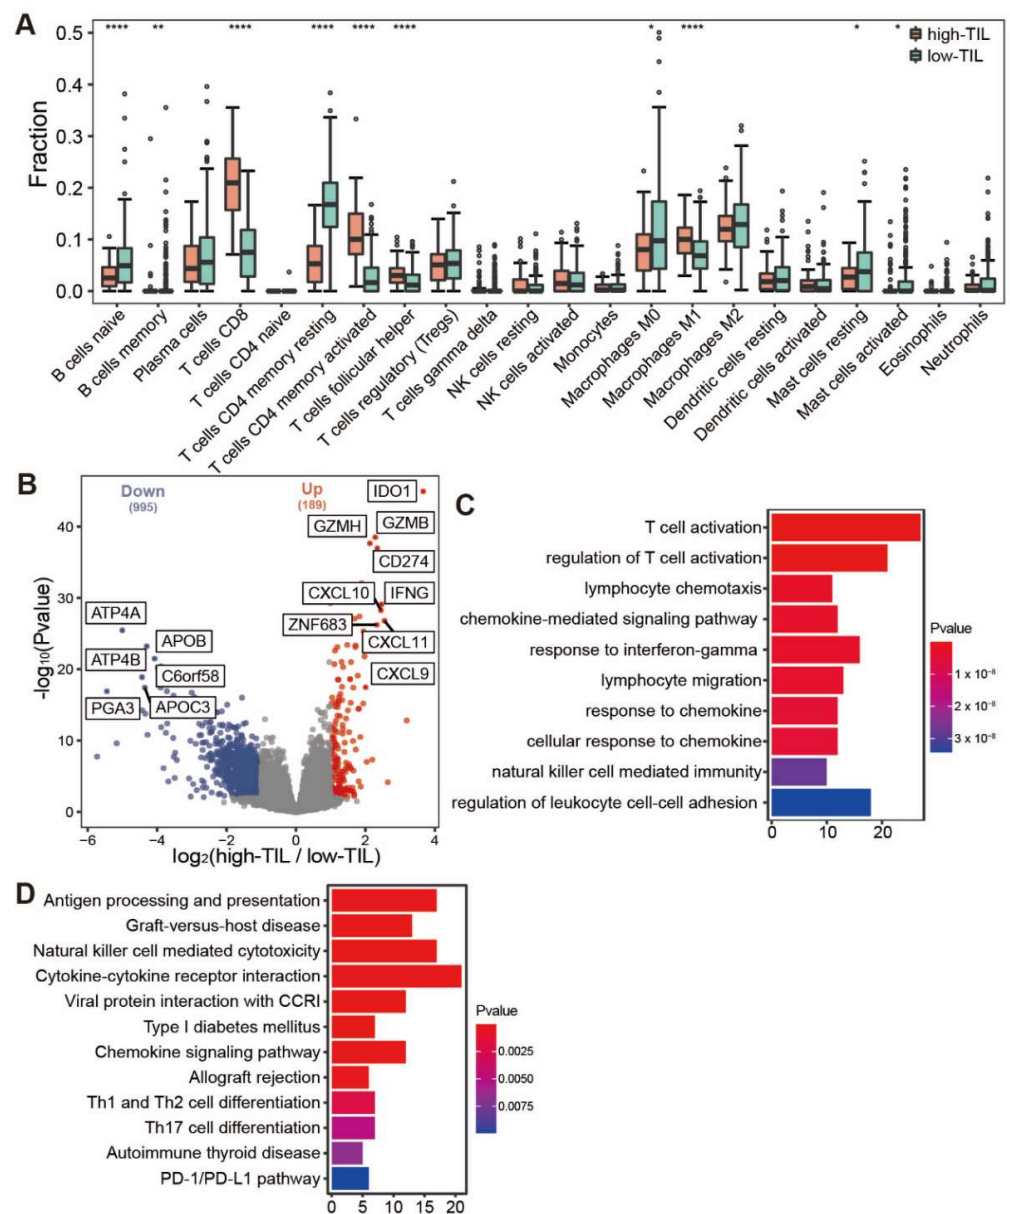 A
**** ** **** **** **** **** * **** * *
high-TIL
low-TIL
Fraction
0.5
0.4
0.3
0.2
0.1
0.0
B cells naive
B cells memory
Plasma cells
T cells CD8
T cells CD4 naive
T cells CD4 memory resting
T cells CD4 memory activated
T cells follicular helper
T cells regulatory (Tregs)
T cells gamma delta
NK cells resting
NK cells activated
Monocytes
Macrophages M0
Macrophages M1
Macrophages M2
Dendritic cells resting
Dendritic cells activated
Mast cells resting
Mast cells activated
Eosinophils
Neutrophils
B
Down
(995)
Up
(189)
IDO1
GZMH
GZMB
CD274
CXCL10
IFNG
ZNF683
CXCL11
CXCL9
ATP4A
APOB
ATP4B
C6orf58
PGA3
APOC3
-log₁₀(Pvalue)
40
30
20
10
0
−6 −4 −2 0 2 4
log₂(high-TIL / low-TIL)
C
T cell activation
regulation of T cell activation
lymphocyte chemotaxis
chemokine-mediated signaling pathway
response to interferon-gamma
lymphocyte migration
response to chemokine
cellular response to chemokine
natural killer cell mediated immunity
regulation of leukocyte cell-cell adhesion
0 10 20
Pvalue
1 x 10⁻⁸
2 x 10⁻⁸
3 x 10⁻⁸
D
Antigen processing and presentation
Graft-versus-host disease
Natural killer cell mediated cytotoxicity
Cytokine-cytokine receptor interaction
Viral protein interaction with CCRI
Type I diabetes mellitus
Chemokine signaling pathway
Allograft rejection
Th1 and Th2 cell differentiation
Th17 cell differentiation
Autoimmune thyroid disease
PD-1/PD-L1 pathway
0 5 10 15 20
Pvalue
0.0025
0.0050
0.0075